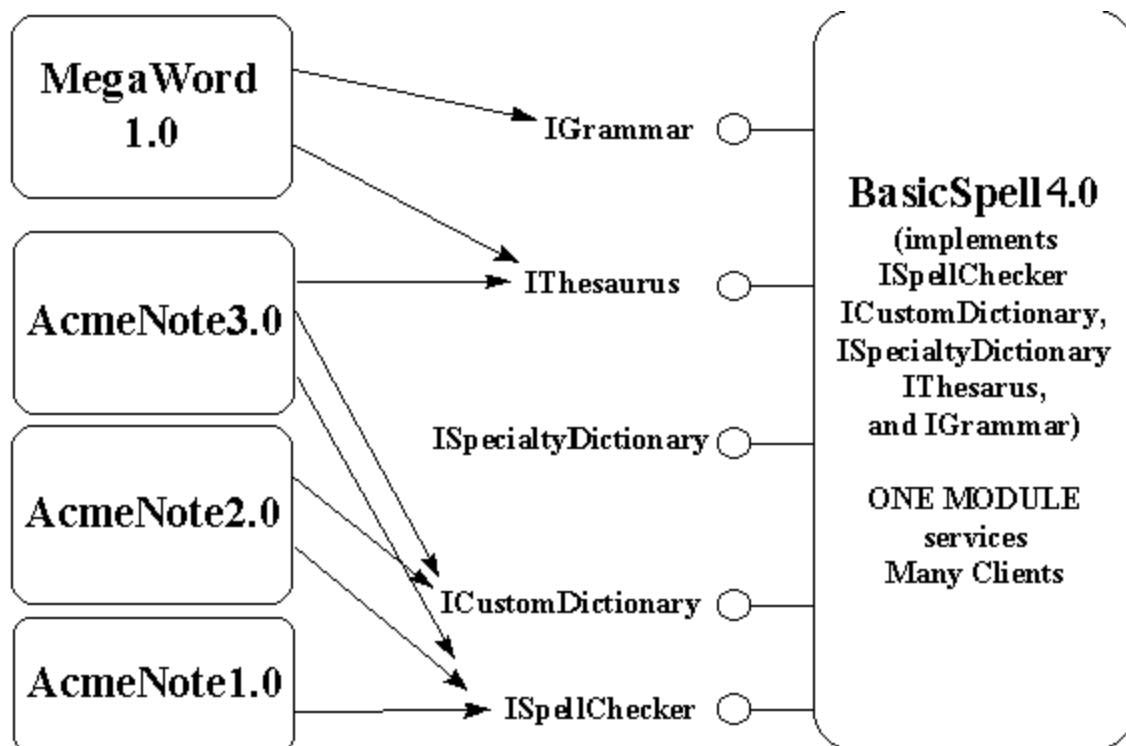 MegaWord
1.0
AcmeNote3.0
AcmeNote2.0
AcmeNote1.0
IGrammar
IThesaurus
ISpecialtyDictionary
ICustomDictionary
ISpellChecker
BasicSpell4.0
(implements
ISpellChecker
ICustomDictionary,
ISpecialtyDictionary
IThesarus,
and IGrammar)
ONE MODULE
services
Many Clients